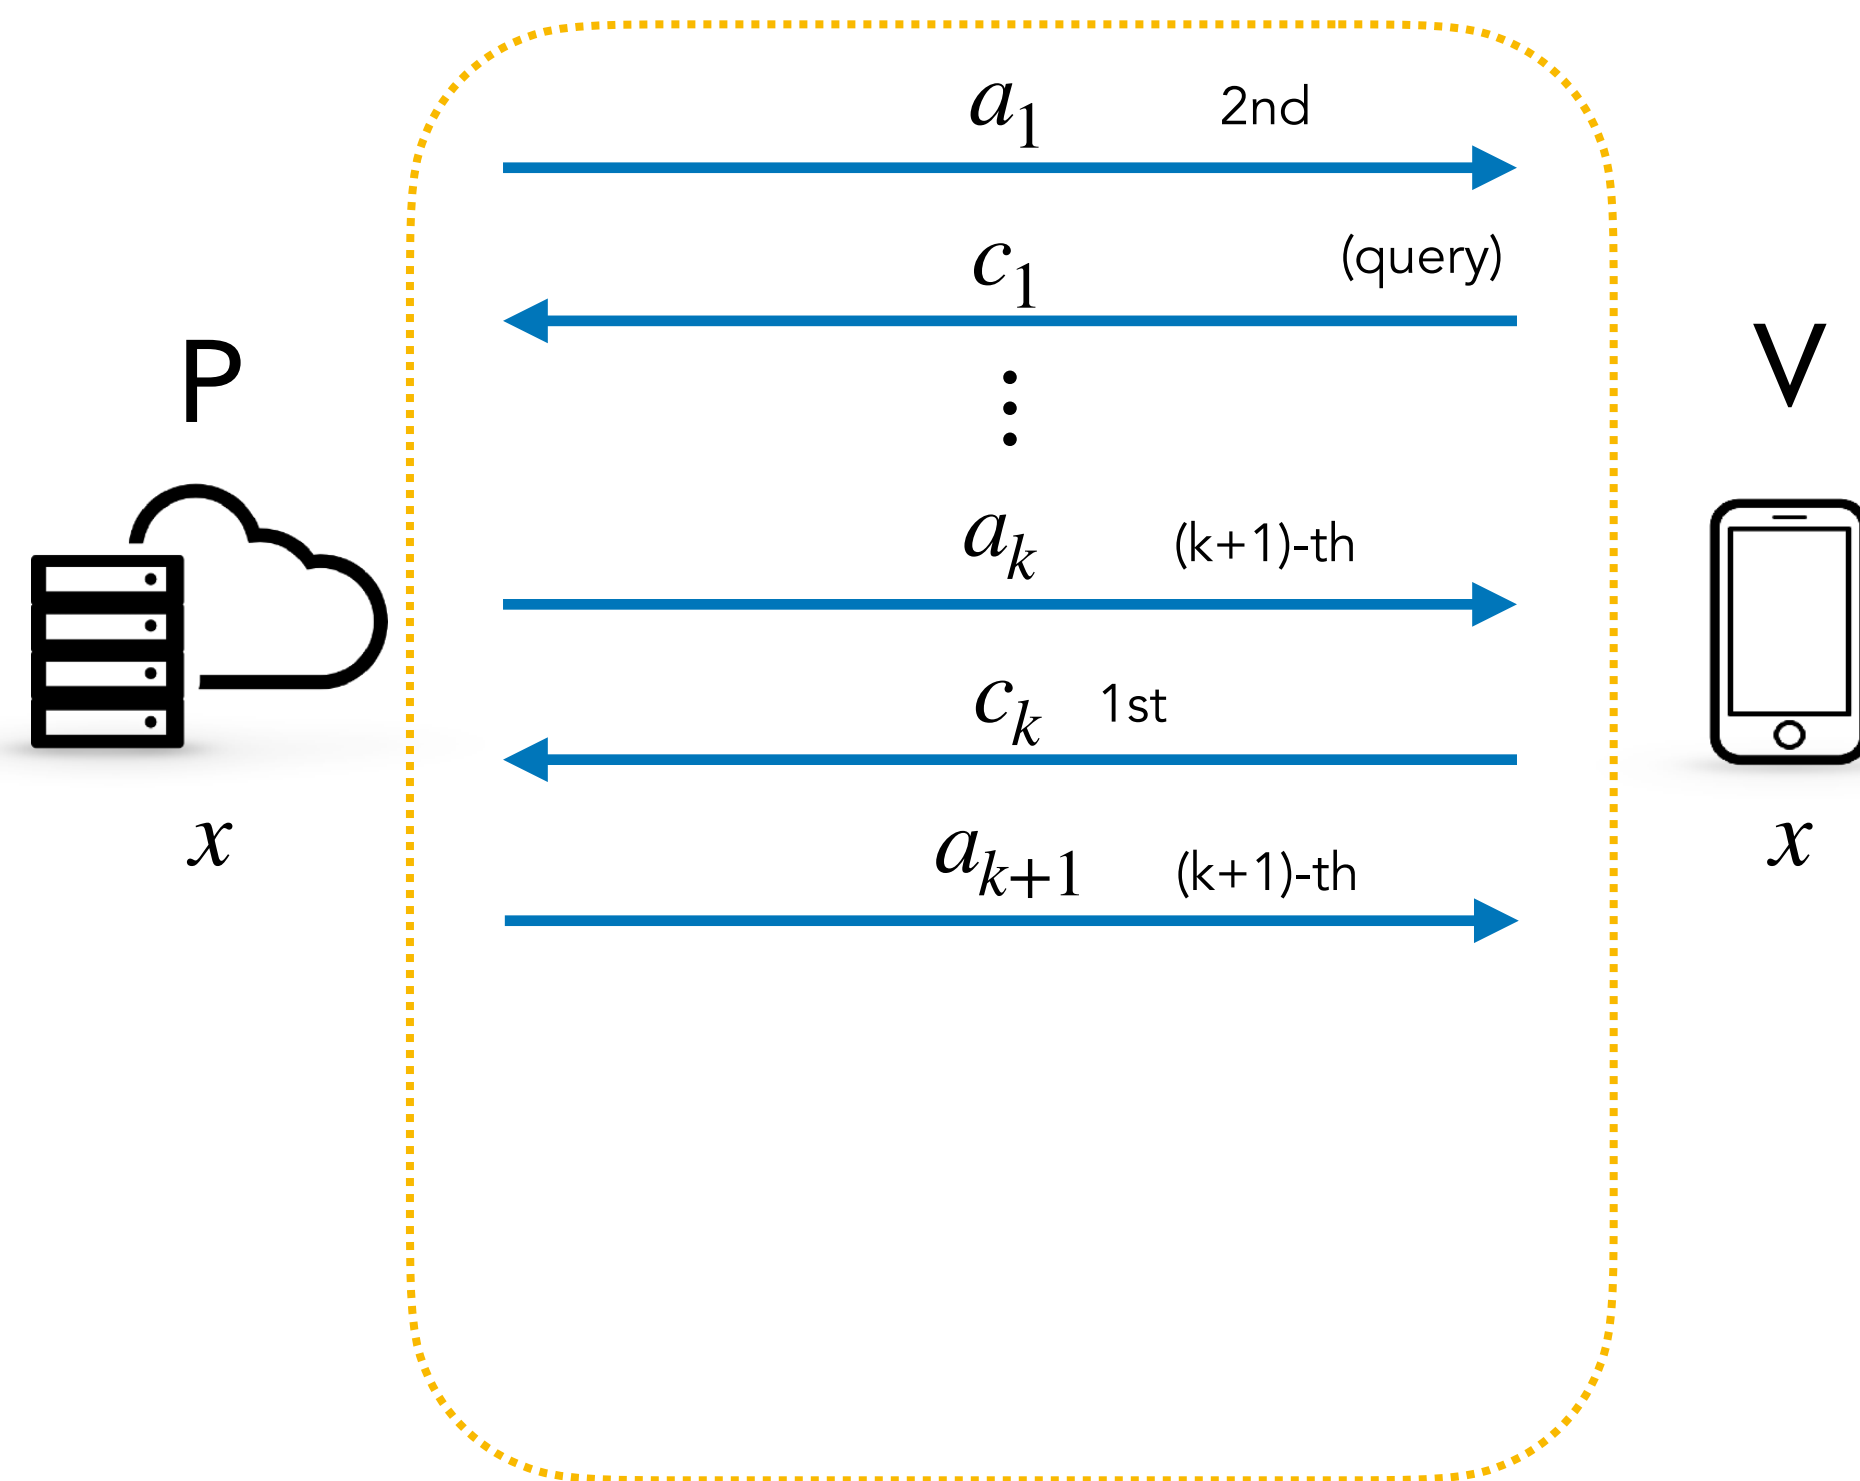 a₁ 2nd
c₁ (query)
P
V
⋮
aₖ (k+1)-th
cₖ 1st
x
x
aₖ₊₁ (k+1)-th